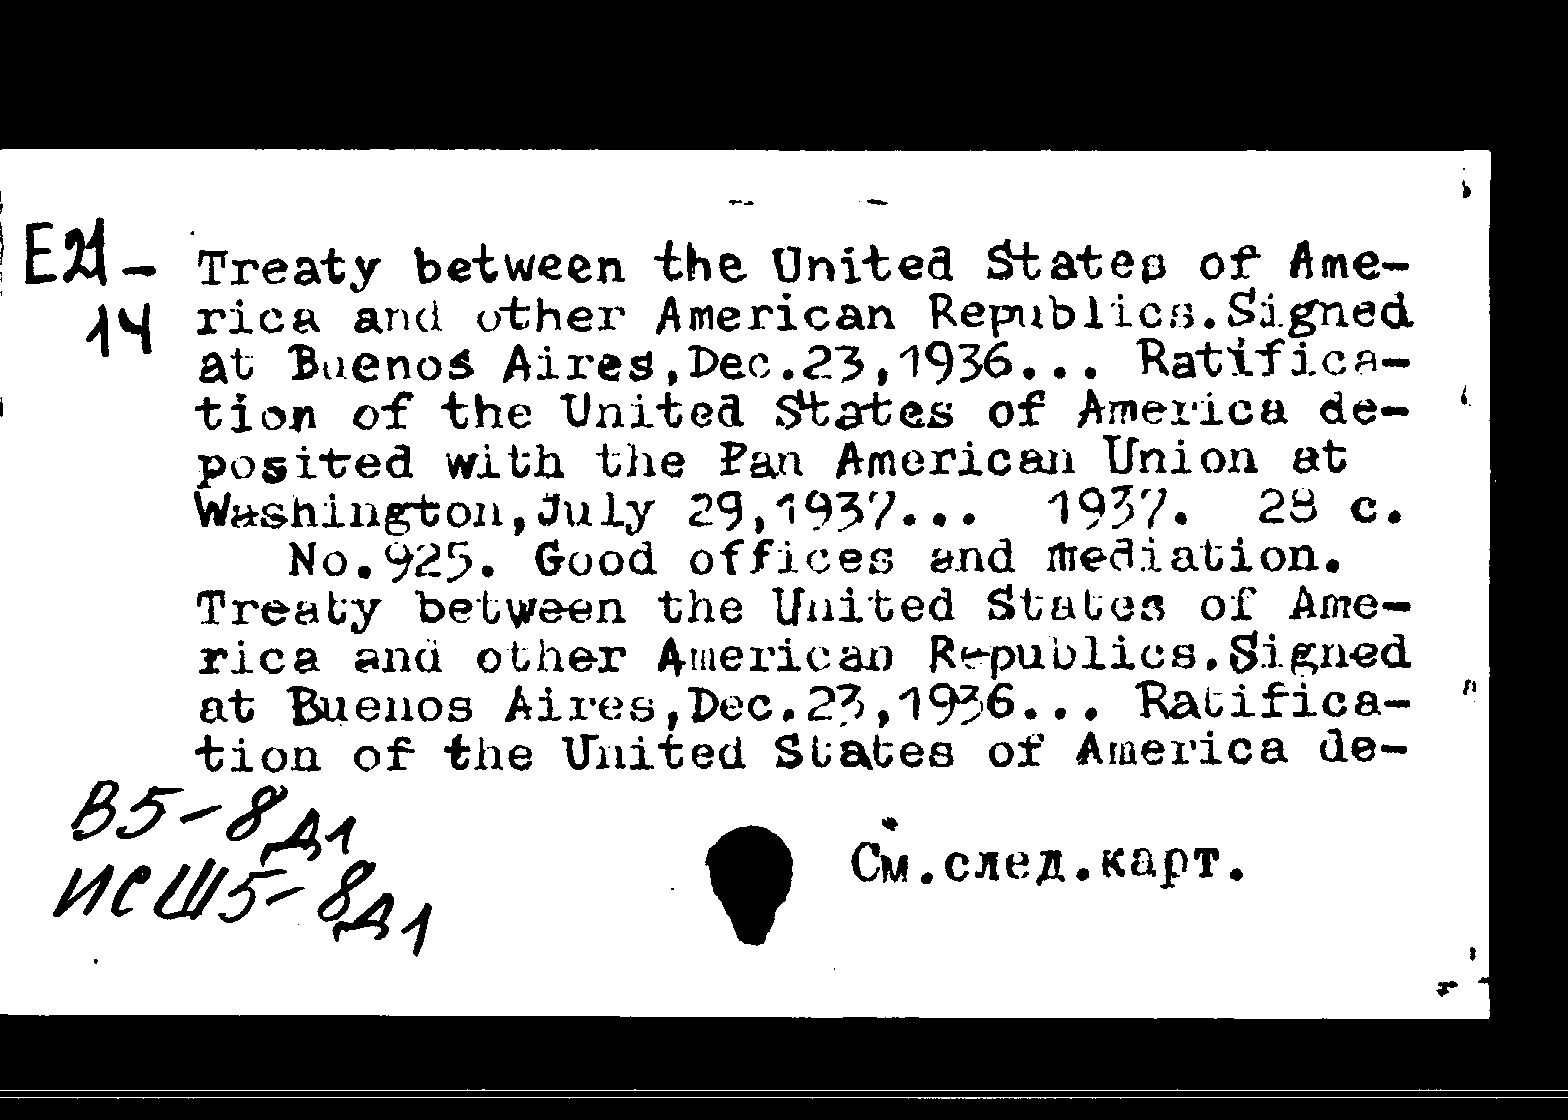 E21-
14
Treaty between the United States of Ame-
rica and other American Republics.Signed
at Buenos Aires,Dec.23,1936... Ratifica-
tion of the United States of America de-
posited with the Pan American Union at
Washington,July 29,1937... 1937. 28 c.
No.925. Good offices and mediation.
Treaty between the United States of Ame-
rica and other American Republics.Signed
at Buenos Aires,Dec.23,1936... Ratifica-
tion of the United States of America de-
В5-8д1
ИСШ5-8д1
См.след.карт.